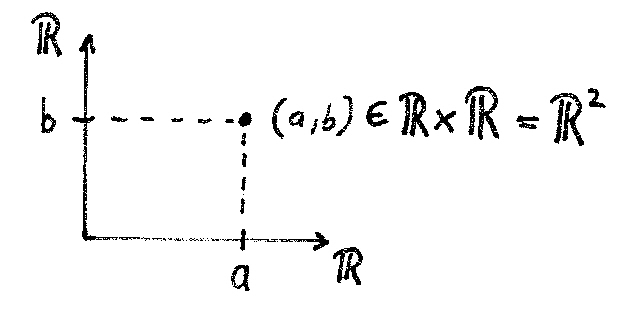 ℝ
b (a,b) ∈ ℝ×ℝ = ℝ²
a ℝ